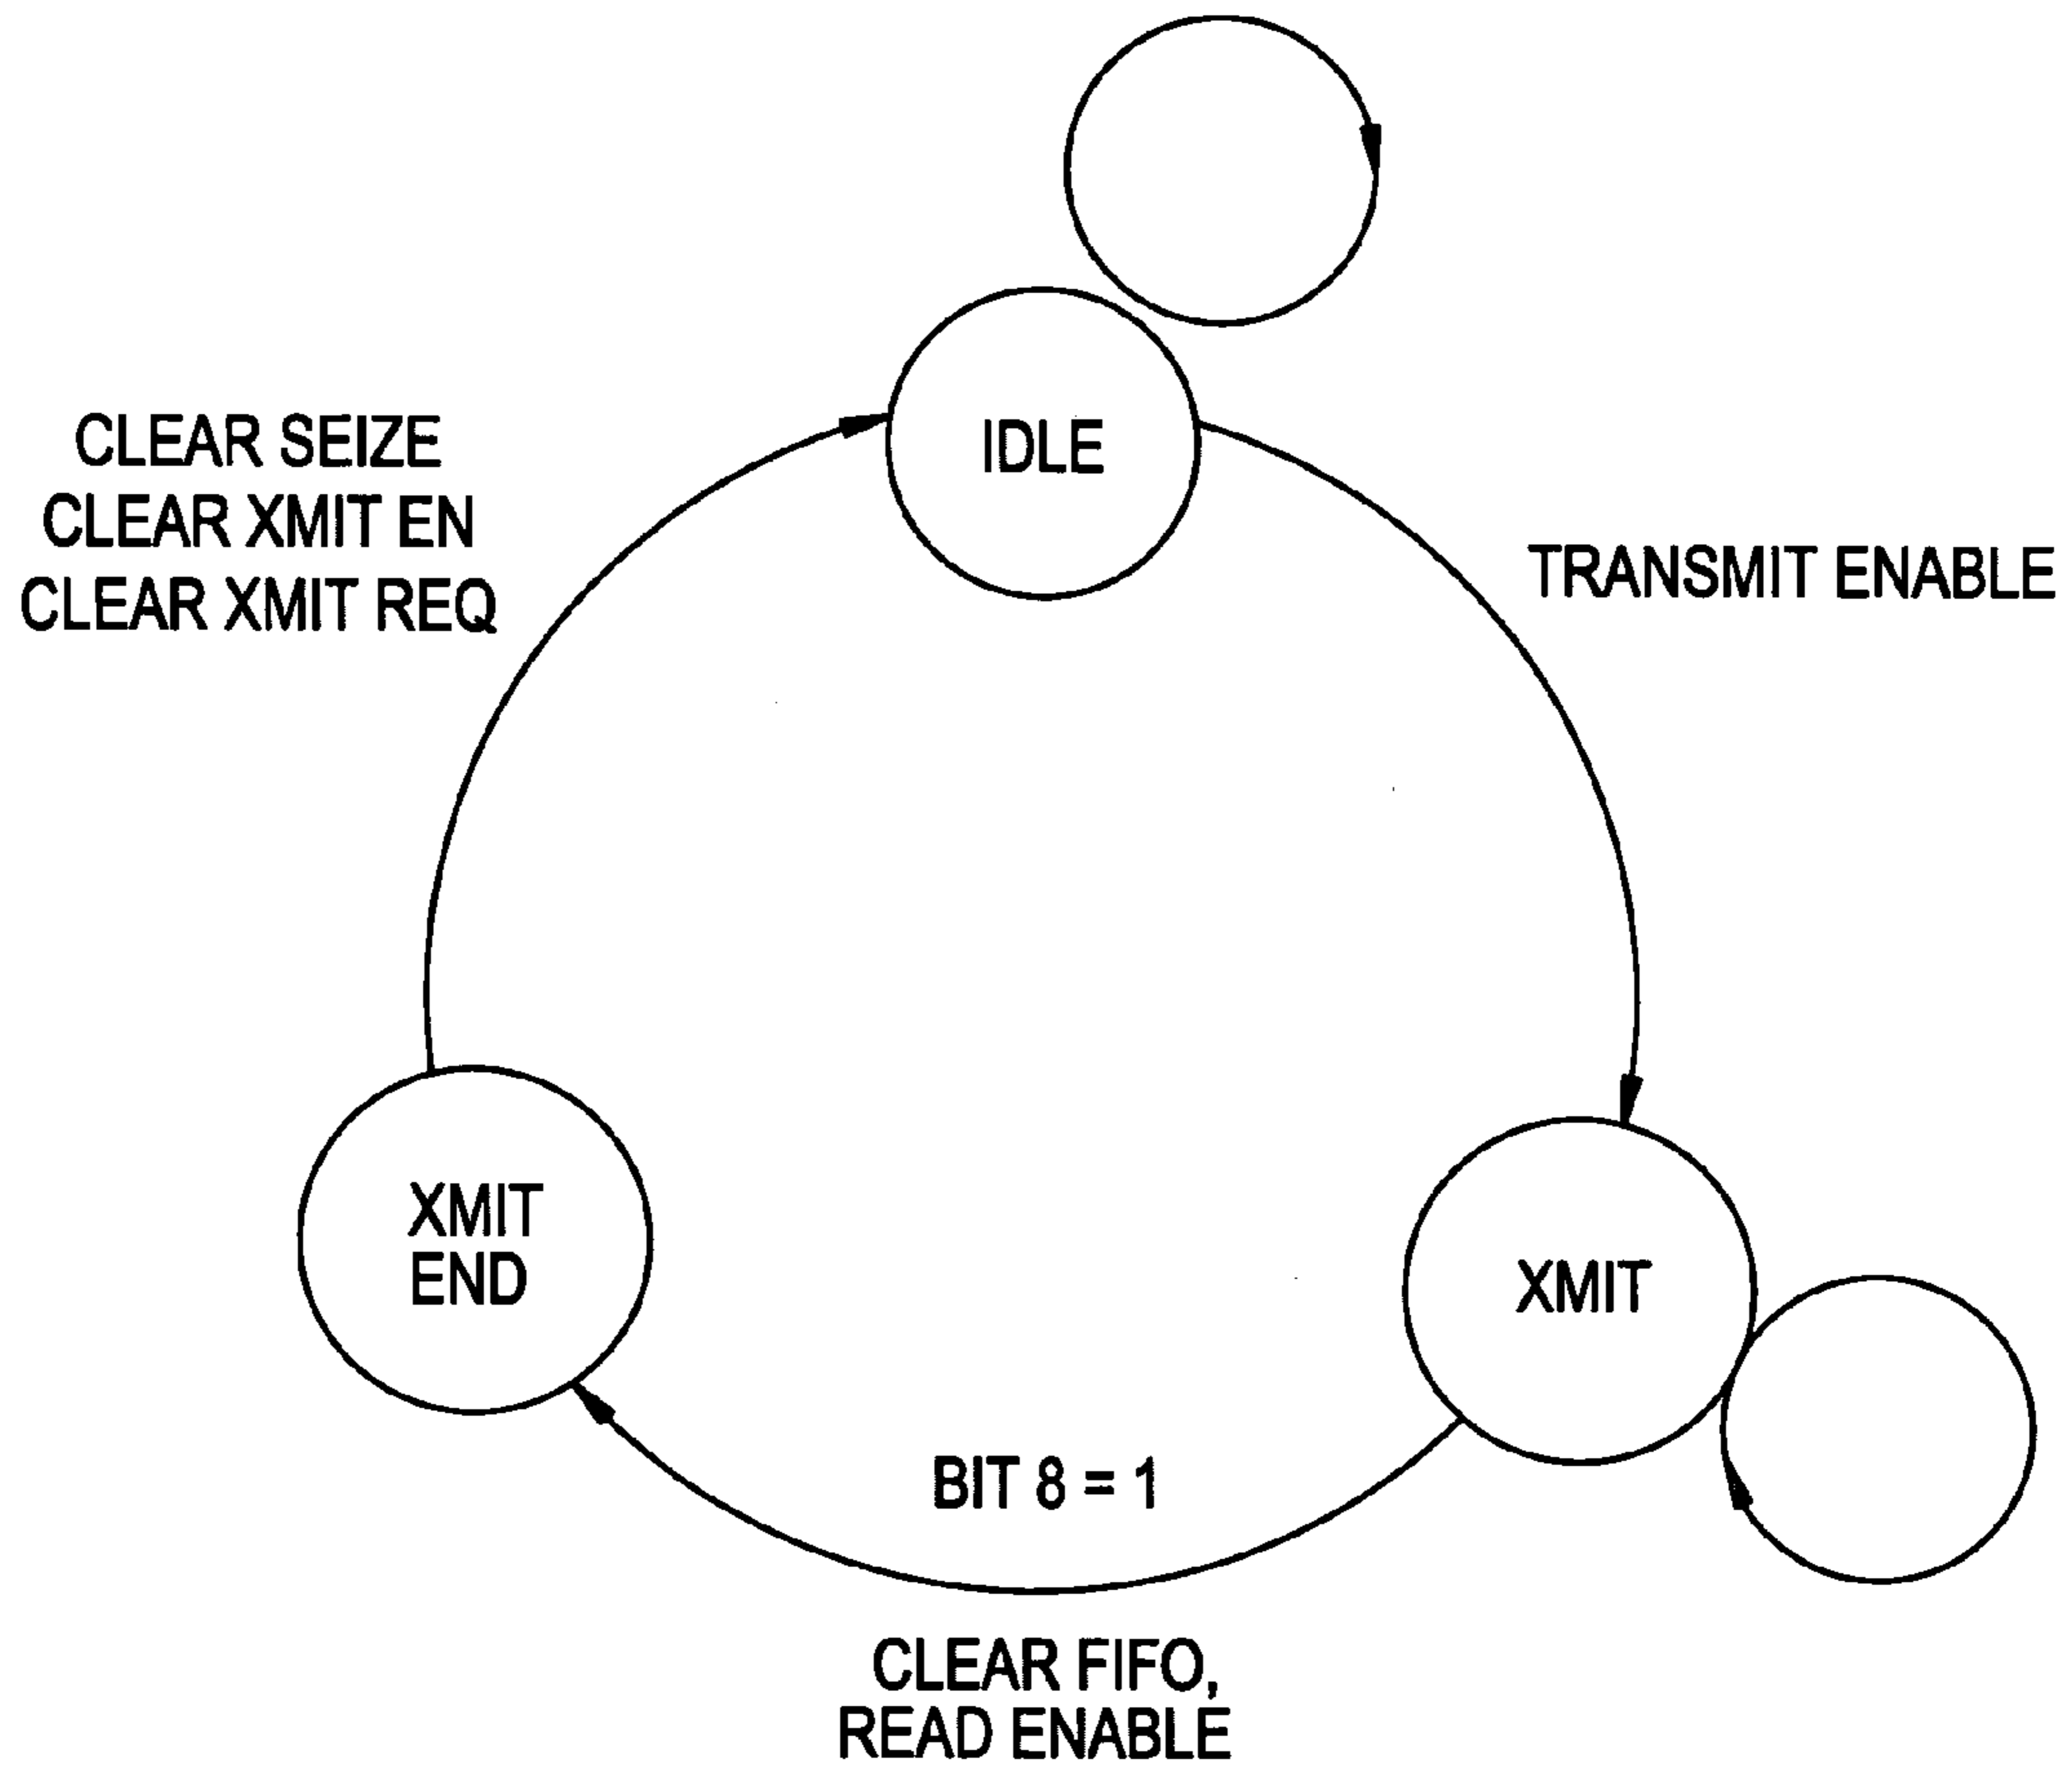 IDLE
CLEAR SEIZE
CLEAR XMIT EN
CLEAR XMIT REQ
TRANSMIT ENABLE
XMIT
END
XMIT
BIT 8 = 1
CLEAR FIFO,
READ ENABLE